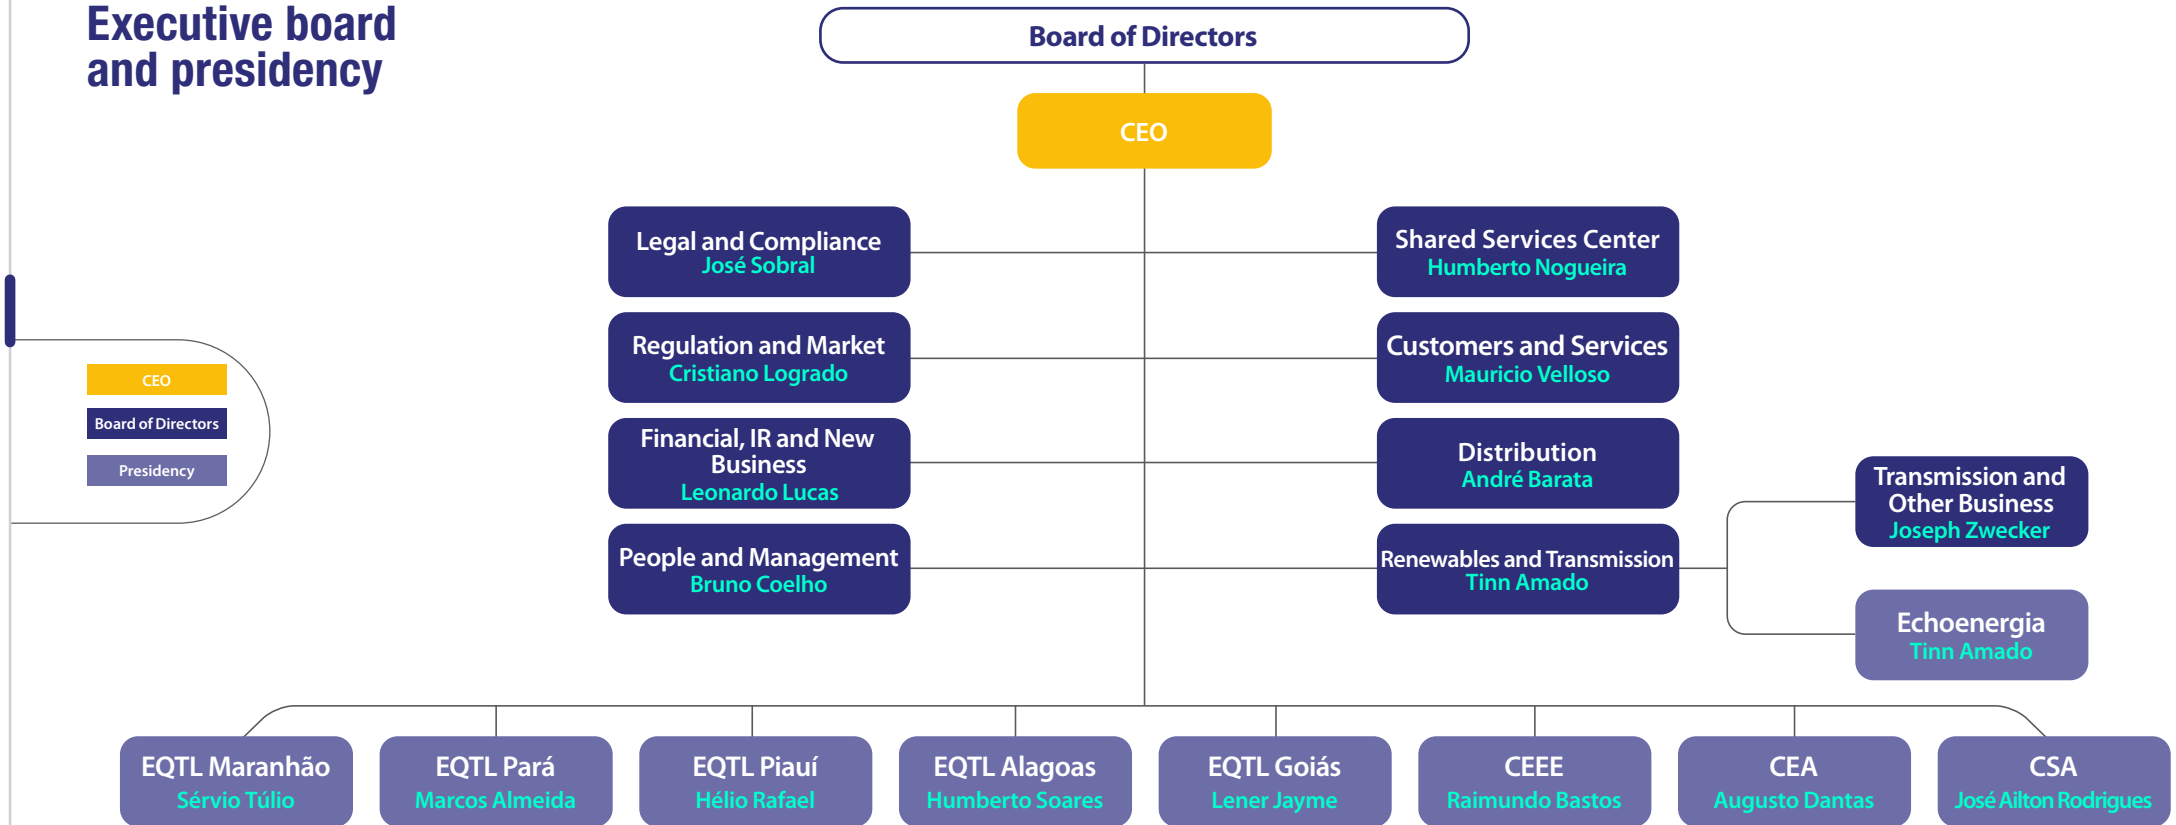 Executive board
and presidency
Board of Directors
CEO
Legal and Compliance
José Sobral
Shared Services Center
Humberto Nogueira
Regulation and Market
Cristiano Logrado
Customers and Services
Mauricio Velloso
CEO
Board of Directors
Presidency
Financial, IR and New
Business
Leonardo Lucas
Distribution
André Barata
Transmission and
Other Business
Joseph Zwecker
People and Management
Bruno Coelho
Renewables and Transmission
Tinn Amado
Echoenergia
Tinn Amado
EQTL Maranhão
Sérvio Túlio
EQTL Pará
Marcos Almeida
EQTL Piauí
Hélio Rafael
EQTL Alagoas
Humberto Soares
EQTL Goiás
Lener Jayme
CEEE
Raimundo Bastos
CEA
Augusto Dantas
CSA
José Ailton Rodrigues